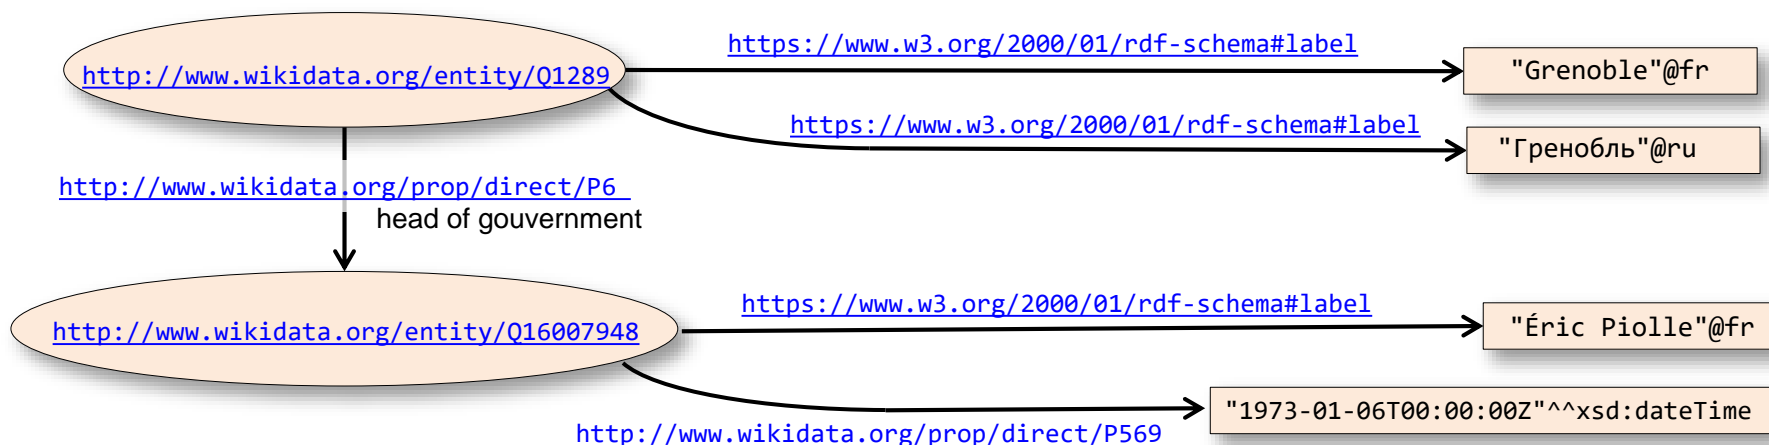 https://www.w3.org/2000/01/rdf-schema#label
http://www.wikidata.org/entity/Q1289
"Grenoble"@fr
https://www.w3.org/2000/01/rdf-schema#label
"Гренобль"@ru
http://www.wikidata.org/prop/direct/P6
head of gouvernment
https://www.w3.org/2000/01/rdf-schema#label
http://www.wikidata.org/entity/Q16007948
"Éric Piolle"@fr
"1973-01-06T00:00:00Z"^^xsd:dateTime
http://www.wikidata.org/prop/direct/P569